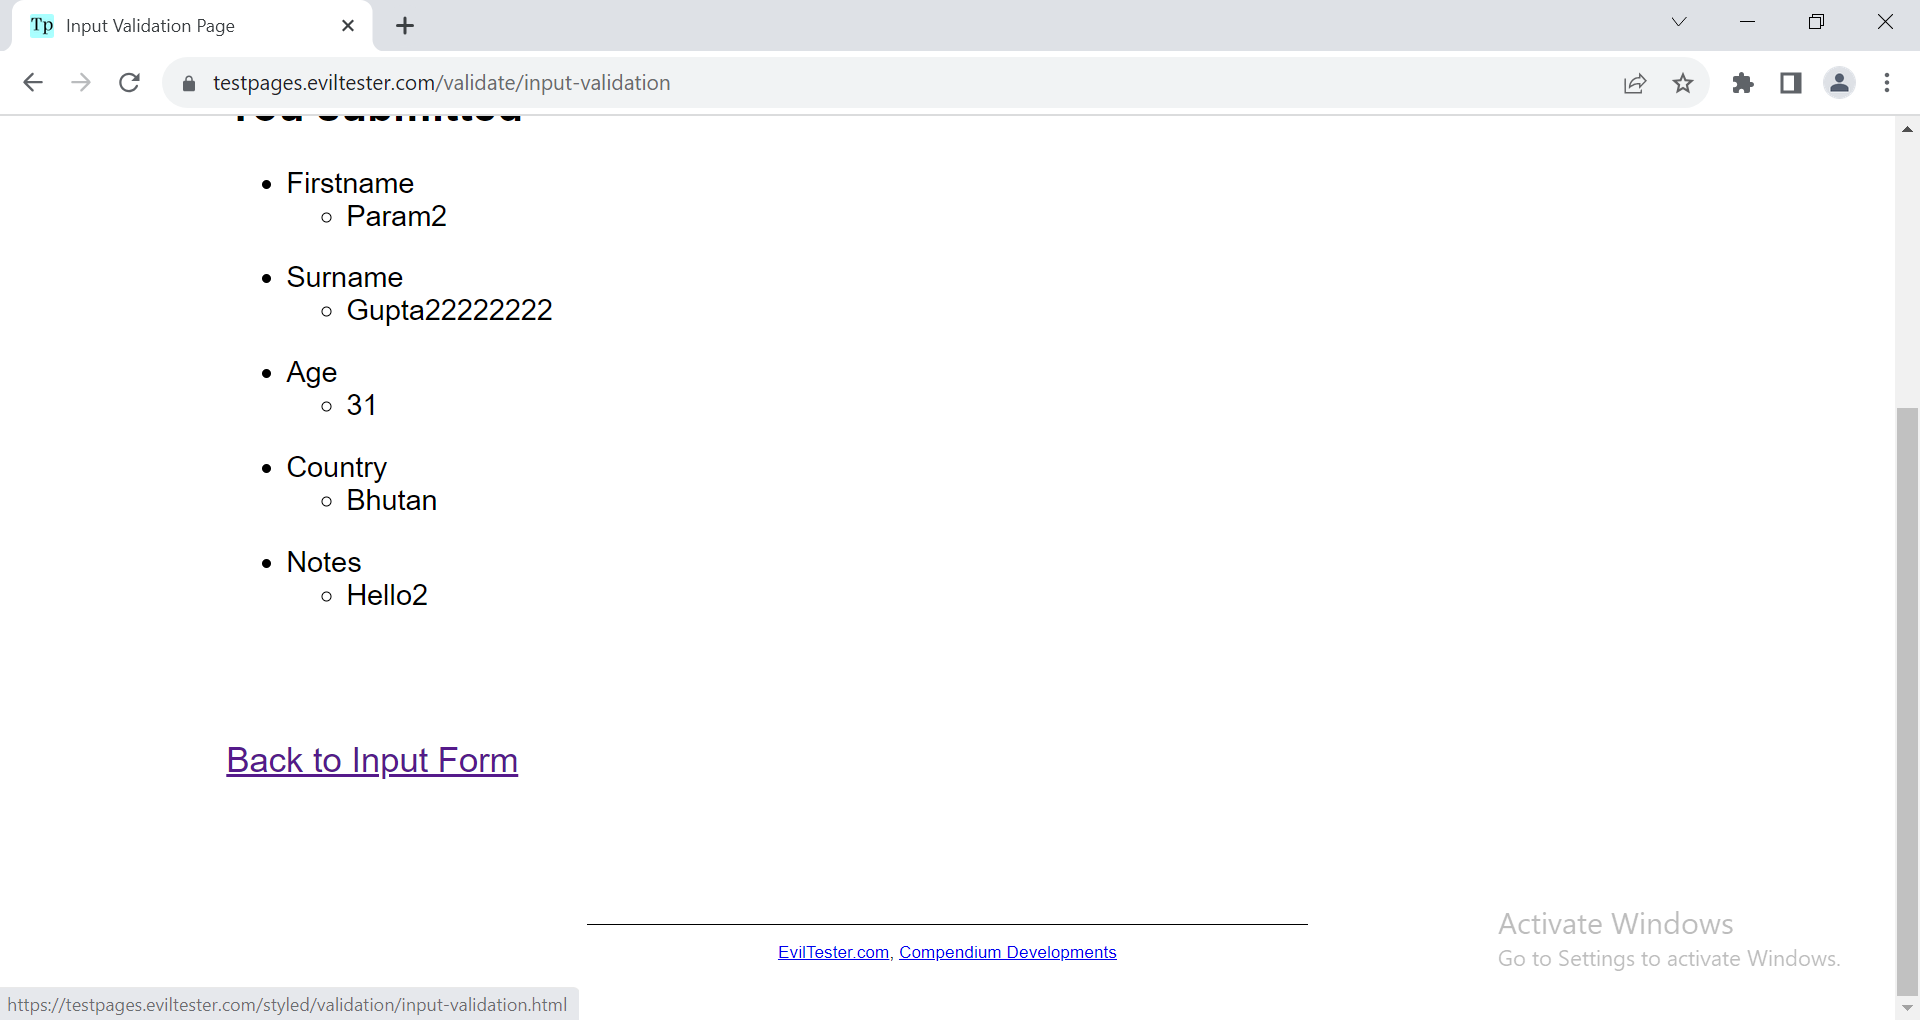 Tp Input Validation Page
testpages.eviltester.com/validate/input-validation
You submitted
Firstname
Param2
Surname
Gupta22222222
Age
31
Country
Bhutan
Notes
Hello2
Back to Input Form
EvilTester.com, Compendium Developments
Activate Windows
Go to Settings to activate Windows.
https://testpages.eviltester.com/styled/validation/input-validation.html